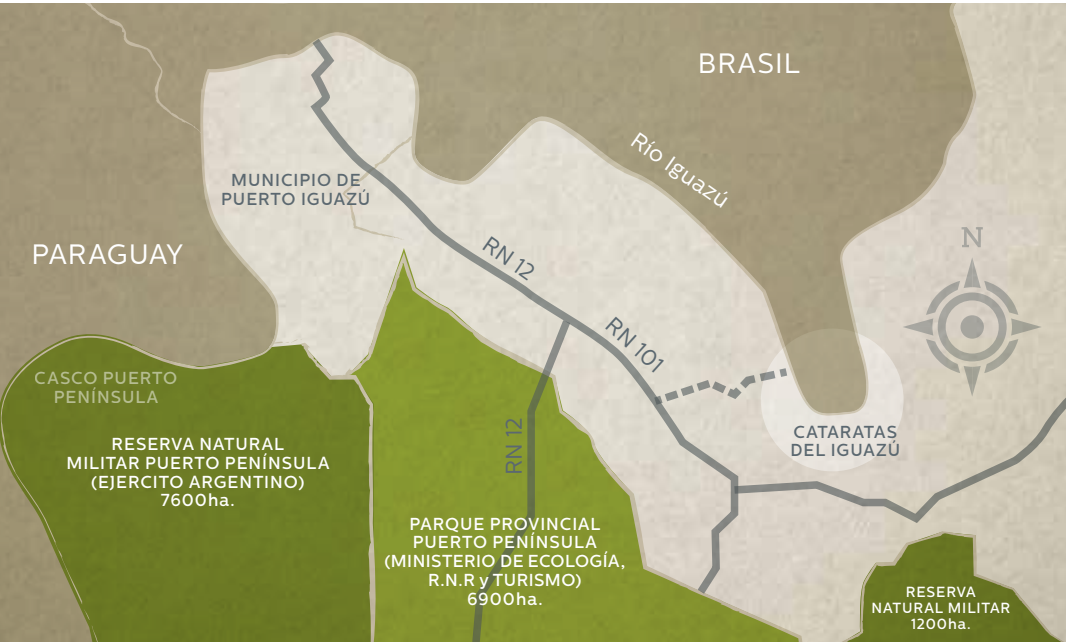 BRASIL
Río Iguazú
MUNICIPIO DE
PUERTO IGUAZÚ
PARAGUAY
N
RN 12
RN 101
CASCO PUERTO
PENÍNSULA
RESERVA NATURAL
MILITAR PUERTO PENÍNSULA
(EJERCITO ARGENTINO)
7600ha.
RN 12
CATARATAS
DEL IGUAZÚ
PARQUE PROVINCIAL
PUERTO PENÍNSULA
(MINISTERIO DE ECOLOGÍA,
R.N.R y TURISMO)
6900ha.
RESERVA
NATURAL MILITAR
1200ha.